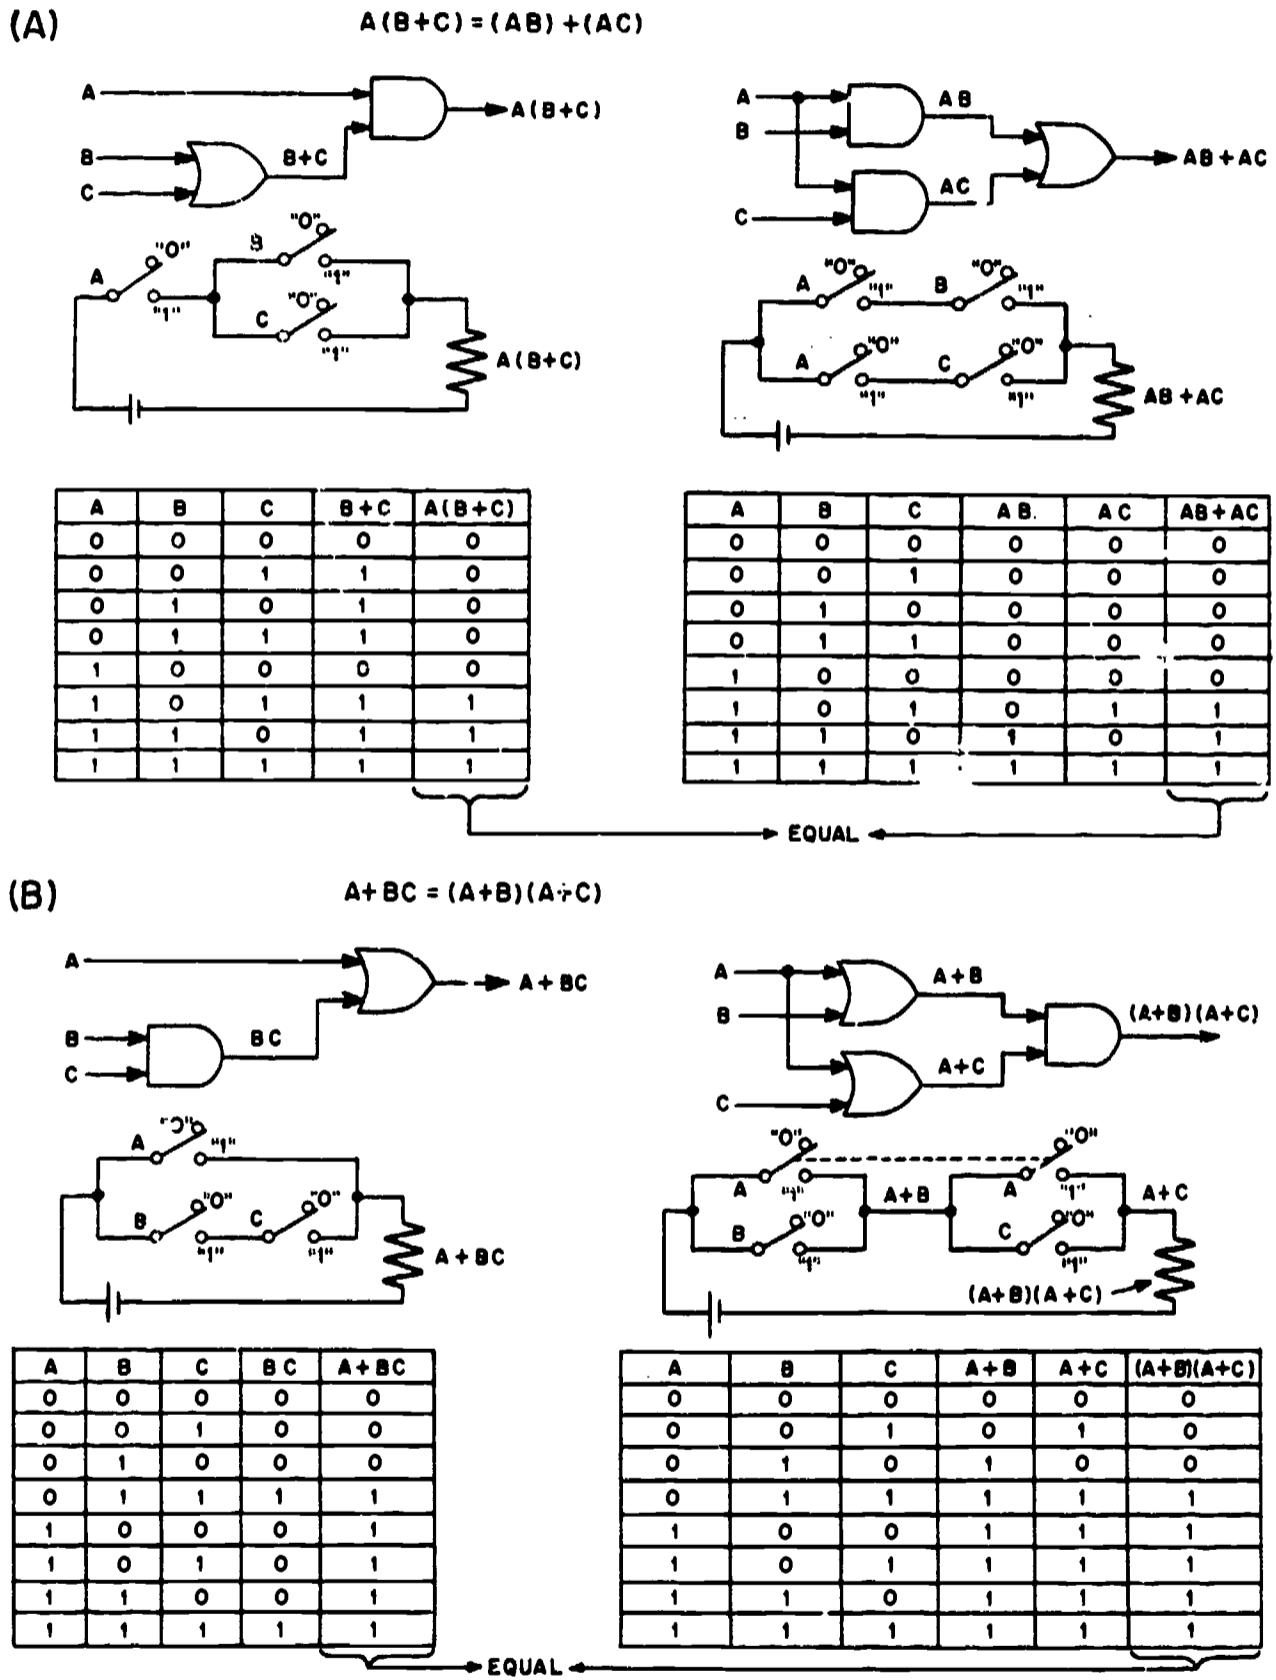 (A)
A(B+C) = (AB)+(AC)
A
B
C
B+C
A(B+C)
A
B
C
AB
AC
AB+AC
A "0" "1"
B "0" "1"
C "0" "1"
A(B+C)
A "0" "1" B "0" "1"
A "0" "1" C "0" "1"
AB+AC
A B C B+C A(B+C)
0 0 0 0 0
0 0 1 1 0
0 1 0 1 0
0 1 1 1 0
1 0 0 0 0
1 0 1 1 1
1 1 0 1 1
1 1 1 1 1
A B C AB. AC AB+AC
0 0 0 0 0 0
0 0 1 0 0 0
0 1 0 0 0 0
0 1 1 0 0 0
1 0 0 0 0 0
1 0 1 0 1 1
1 1 0 1 0 1
1 1 1 1 1 1
EQUAL
(B)
A+BC = (A+B)(A+C)
A
B
C
BC
A+BC
A
B
C
A+B
A+C
(A+B)(A+C)
A "0" "1"
B "0" "1" C "0" "1"
A+BC
A "0" "1"
B "0" "1"
A+B
A "0" "1"
C "0" "1"
A+C
(A+B)(A+C)
A B C BC A+BC
0 0 0 0 0
0 0 1 0 0
0 1 0 0 0
0 1 1 1 1
1 0 0 0 1
1 0 1 0 1
1 1 0 0 1
1 1 1 1 1
A B C A+B A+C (A+B)(A+C)
0 0 0 0 0 0
0 0 1 0 1 0
0 1 0 1 0 0
0 1 1 1 1 1
1 0 0 1 1 1
1 0 1 1 1 1
1 1 0 1 1 1
1 1 1 1 1 1
EQUAL